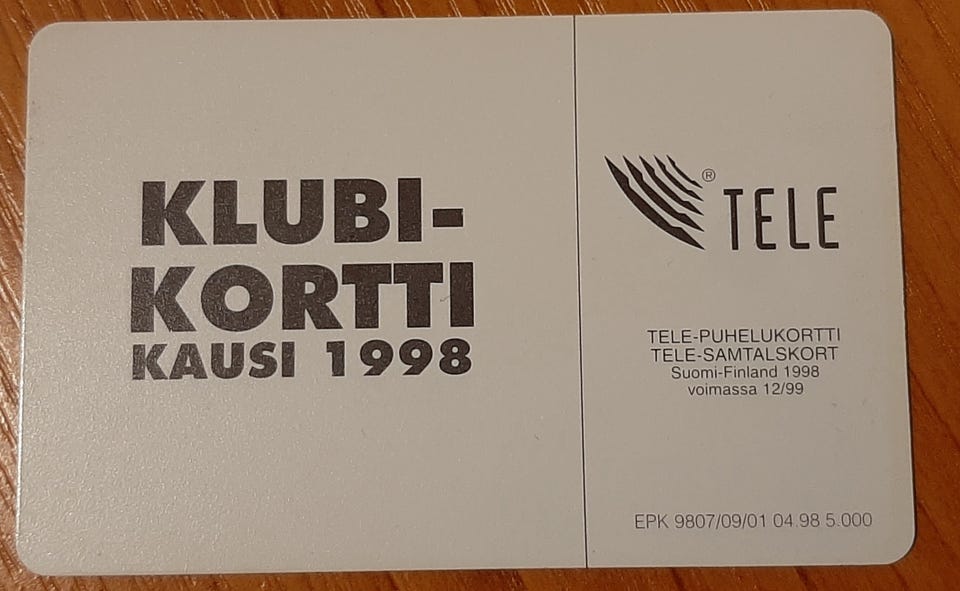 KLUBI-
KORTTI
KAUSI 1998
® TELE
TELE-PUHELUKORTTI
TELE-SAMTALSKORT
Suomi-Finland 1998
voimassa 12/99
EPK 9807/09/01 04.98 5.000